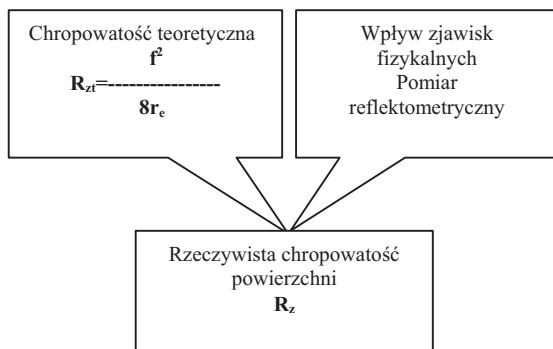 Chropowatość teoretyczna
f²
Rzt=----------------
8re
Wpływ zjawisk
fizykalnych
Pomiar
reflektometryczny
Rzeczywista chropowatość
powierzchni
Rz